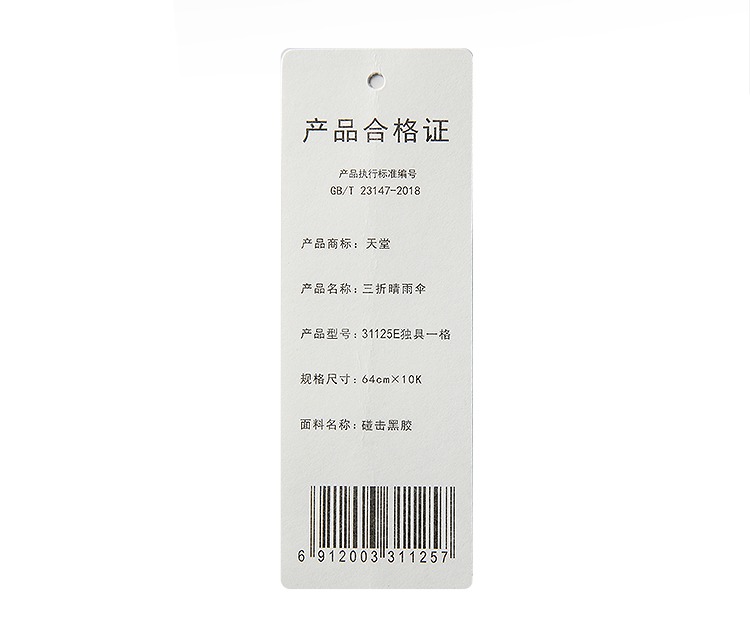 产品合格证
产品执行标准编号
GB/T 23147-2018
产品商标：天堂
产品名称：三折晴雨伞
产品型号：31125E独具一格
规格尺寸：64cm×10K
面料名称：碰击黑胶
6 912003 311257